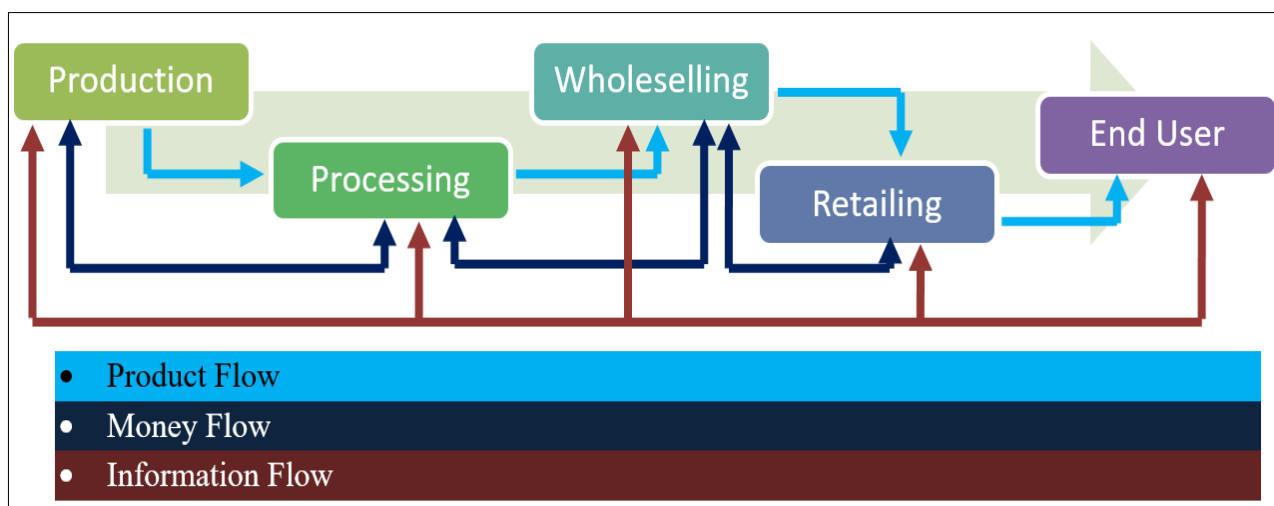 Production
Processing
Wholeselling
Retailing
End User
• Product Flow
• Money Flow
• Information Flow